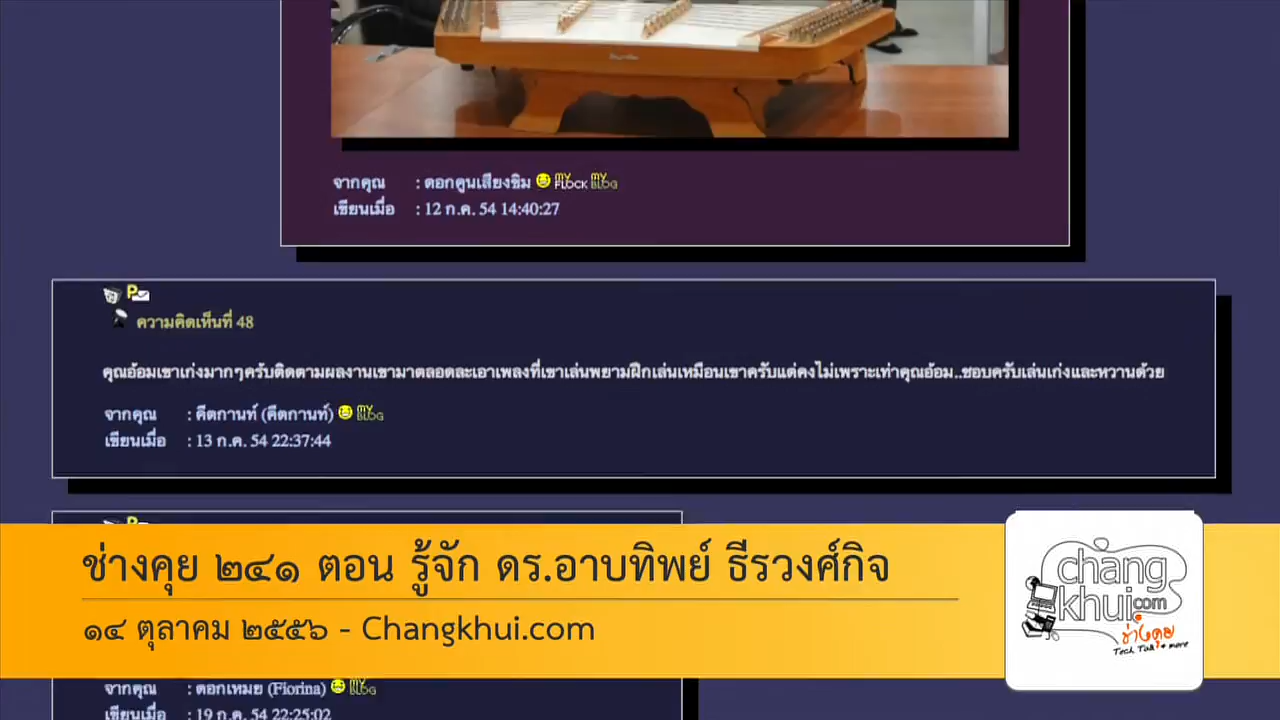 จากคุณ : ดอกคูนเสียงขิม MY FLOCK MY BLOG
เขียนเมื่อ : 12 ก.ค. 54 14:40:27
ความคิดเห็นที่ 48
คุณอ้อมเขาเก่งมากๆครับติดตามผลงานเขามาตลอดละเอาเพลงที่เขาเล่นพยามฝึกเล่นเหมือนเขาครับแต่คงไม่เพราะเท่าคุณอ้อม..ชอบครับเล่นเก่งและหวานด้วย
จากคุณ : คีตกานท์ (คีตกานท์) MY BLOG
เขียนเมื่อ : 13 ก.ค. 54 22:37:44
ช่างคุย ๒๔๑ ตอน รู้จัก ดร.อาบทิพย์ ธีรวงศ์กิจ
๑๔ ตุลาคม ๒๕๕๖ - Changkhui.com
chang
khui.com
ช่างคุย
Tech, Talk & more
จากคุณ : ดอกเหมย (Fiorina) MY BLOG
เขียนเมื่อ : 19 ก.ค. 54 22:25:02